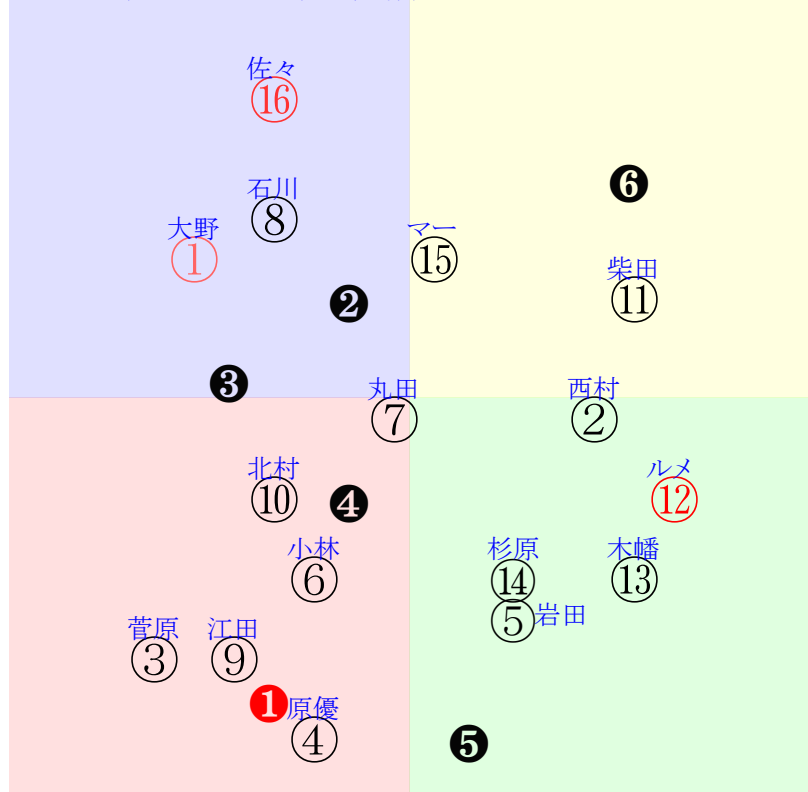 佐々
⑯
❻
石川
⑧
大野
①
マー
⑮
柴田
⑪
❷
❸
丸田
⑦
西村
②
北村
⑩
❹
ルメ
⑫
小林
⑥
杉原
⑭
木幡
⑬
⑤岩田
菅原
③
江田
⑨
❶
原優
④
❺